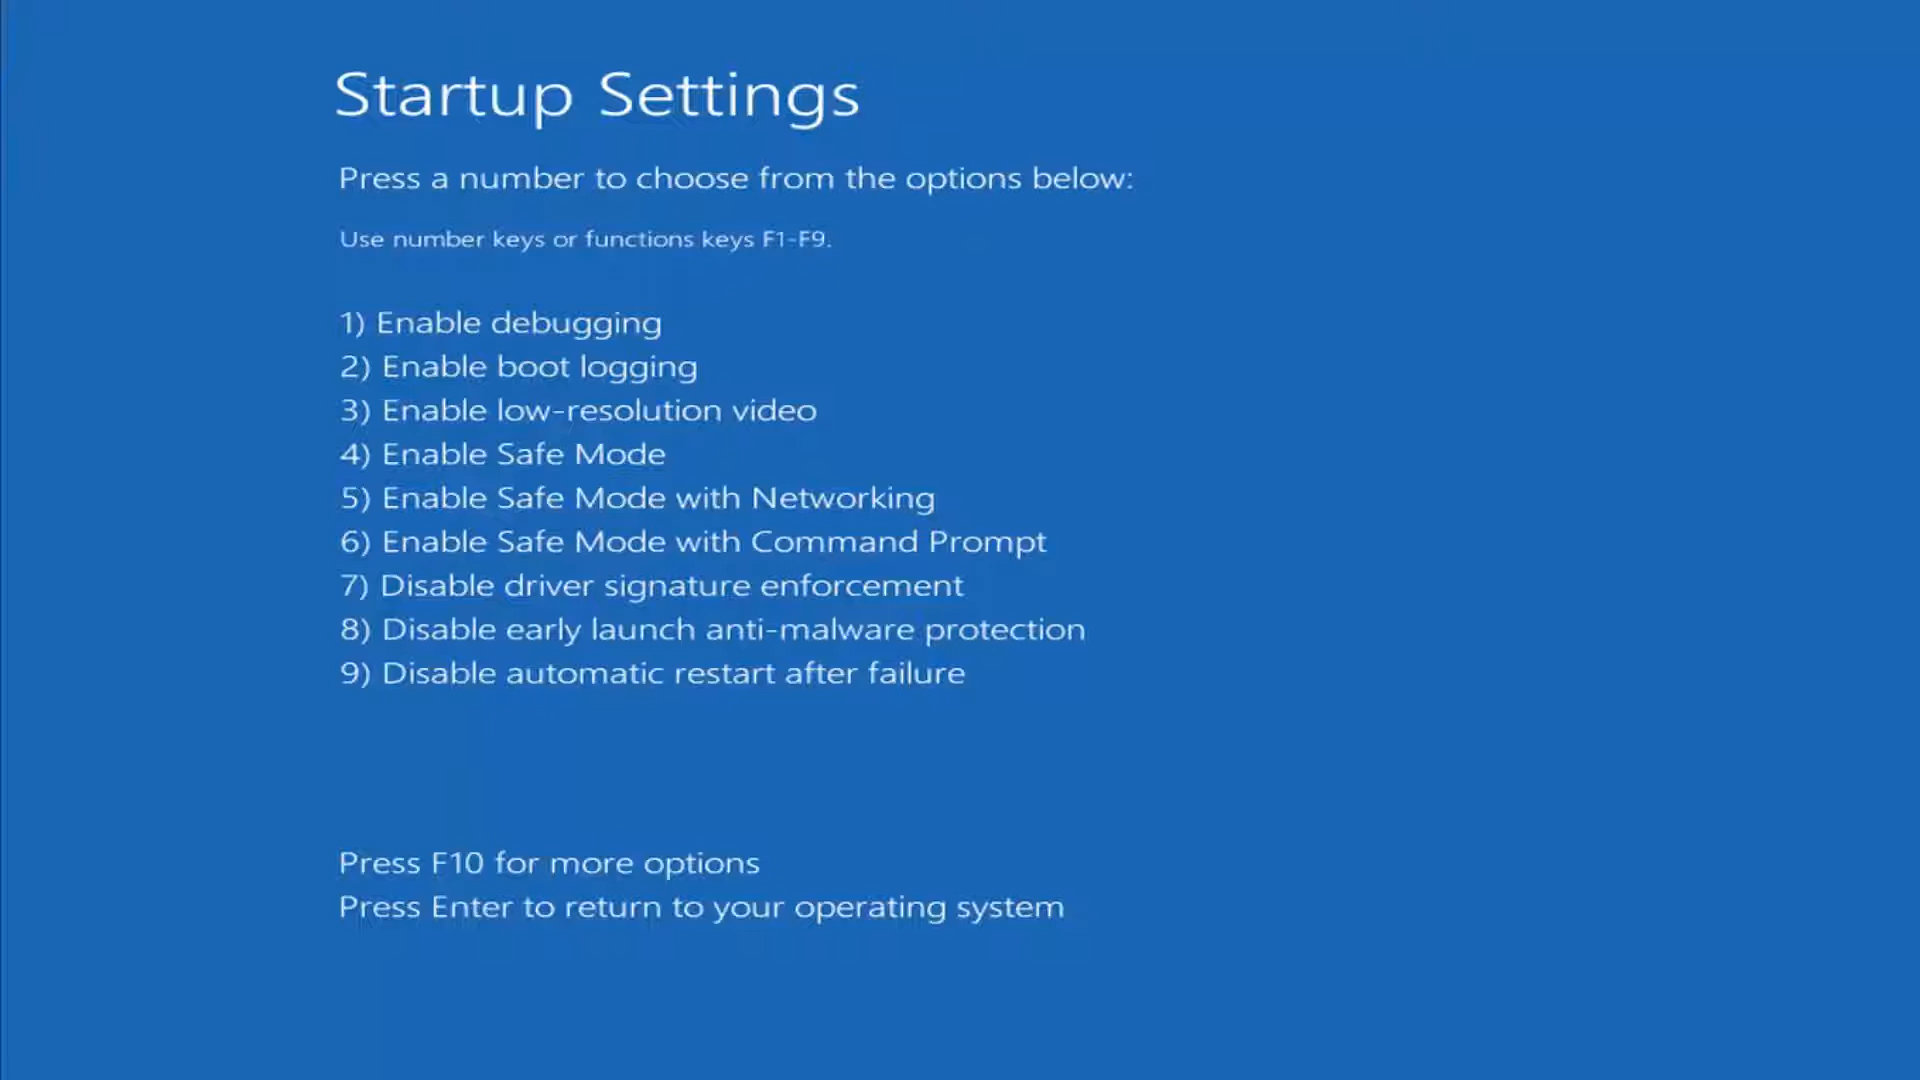 Startup Settings
Press a number to choose from the options below:
Use number keys or functions keys F1-F9.
1) Enable debugging
2) Enable boot logging
3) Enable low-resolution video
4) Enable Safe Mode
5) Enable Safe Mode with Networking
6) Enable Safe Mode with Command Prompt
7) Disable driver signature enforcement
8) Disable early launch anti-malware protection
9) Disable automatic restart after failure
Press F10 for more options
Press Enter to return to your operating system